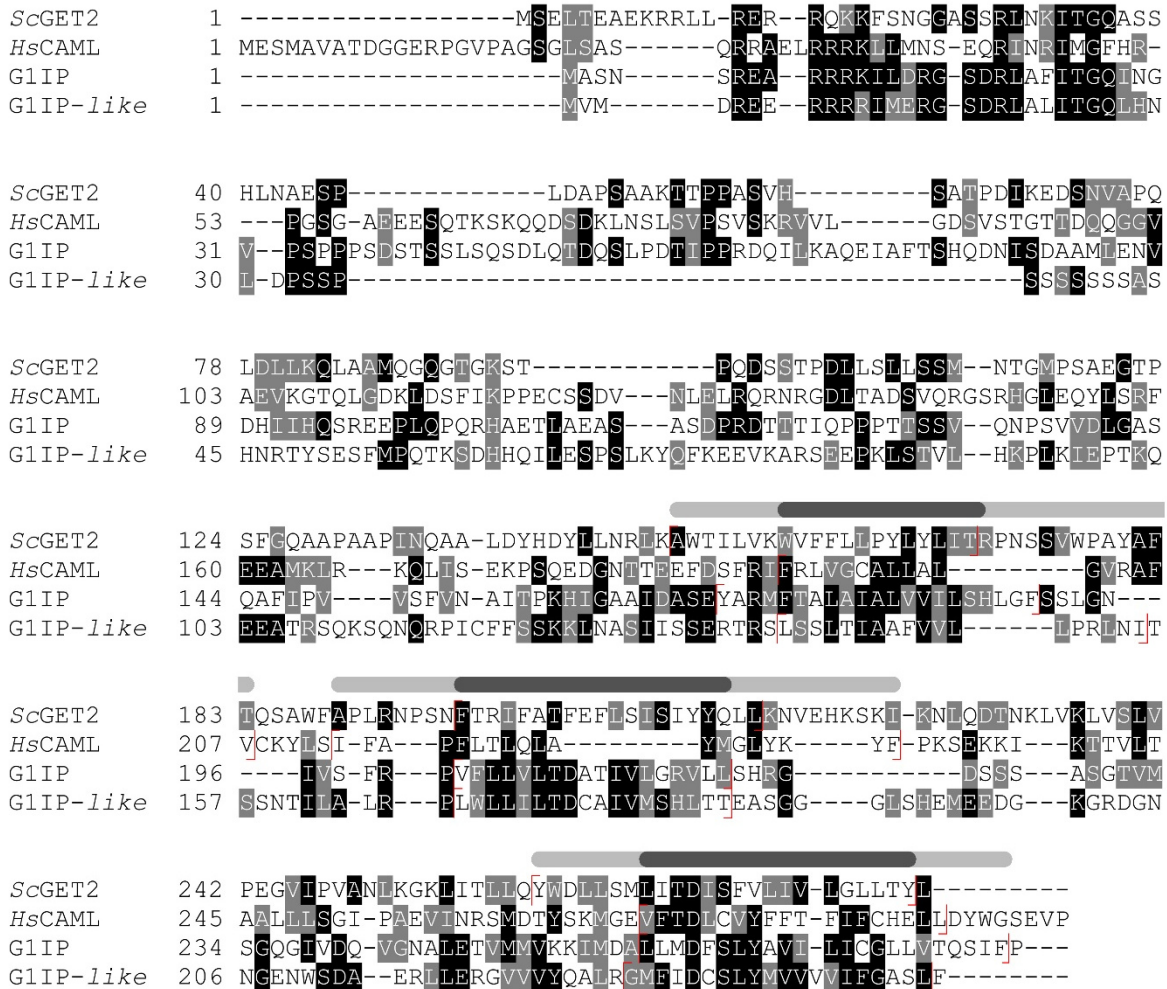 ScGET2 1 ------------------MSELTEAEKRRLL-RER--RQKKFSNGGASSRLNKITGQASS
HsCAML 1 MESMAVATDGGERPGVPAGSGLSAS------QRRAELRRRKLLMNS-EQRINRIMGFHR-
G1IP 1 ---------------------MASN------SREA-RRRKILDRG-SDRLAFITGQING
G1IP-like 1 ---------------------MVM-------DREE-RRRRIMERG-SDRLALITGQLHN
ScGET2 40 HLNAESP-------------LDAPSAAKTTPPASVH---------SATPDIKEDSNVAPQ
HsCAML 53 ---PGSG-AEEESQTKSKQQDSDKLNSLSVPSVSKRVVL------GDSVSTGTTDQQGGV
G1IP 31 V--PSPPPSDSTSSLSQSDLQTDQSLPDTIPPRDQILKAQEIAFTSHQDNISDAAMLENV
G1IP-like 30 L-DPSSP--------------------------------------------SSSSSSSAS
ScGET2 78 LDLLKQLAAMQGQGTGKST------------PQDSSTPDLLSLLSSM--NTGMPSAEGTP
HsCAML 103 AEVKGTQLGDKLDSFIKPPECSSDV---NLELRQRNRGDLTADSVQRGSRHGLEQYLSRF
G1IP 89 DHIIHQSREEPLQPQRHAETLAEAS---ASDPRDTTTIQPPPTTSSV--QNPSVVDLGAS
G1IP-like 45 HNRTYSESFMPQTKSDHHQILESPSLKYQFKEEVKARSEEPKLSTVL--HKPLKIEPTKQ
ScGET2 124 SFGQAAPAAPINQAA-LDYHDYLLNRLKAWTILVKWVFFLLPYLYLITRPNSSVWPAYAF
HsCAML 160 EEAMKLR---KQLIS-EKPSQEDGNTTEEFDSFRIFRLVGCALLAL---------GVRAF
G1IP 144 QAFIPV----VSFVN-AITPKHIGAAIDASEYARMFTALAIALVVILSHLGFSSLGN---
G1IP-like 103 EEATRSQKSQNQRPICFFSSKKLNASLISSERTRSLSSLTIAAFVVL------LPRLNIT
ScGET2 183 TQSAWFAPLRNPSNFTRIFATFEFLSISIYYQLLKNVEHKSKI-KNLQDTNKLVKLVSLV
HsCAML 207 VCKYLSI-FA---PFLTLQLA---------YMGLYK-----YF-PKSEKKI---KTTVLT
G1IP 196 ----IVS-FR---PVFLLVLTDATIVLGRVLLSHRG-----------DSSS---ASGTVM
G1IP-like 157 SSNTILA-LR---PLWLLILTDCAIVMSHLTTEASGG----GLSHEMEEDG---KGRDGN
ScGET2 242 PEGVIPVANLKGKLITLLQYWDLLSMLITDISFVLIV-LGLLTYL---------
HsCAML 245 AALLLSGI-PAEVINRSMDTYSKMGEVFTDLCVYFFT-FIFCHELLDYWGSEVP
G1IP 234 SGQGIVDQ-VGNALETVMMVKKIMDALLMDFSLYAVI-LICGLLVTQSIFP---
G1IP-like 206 NGENWSDA--ERLLERGVVVYQALRGMFIDCSLYMVVVVIFGASLF--------